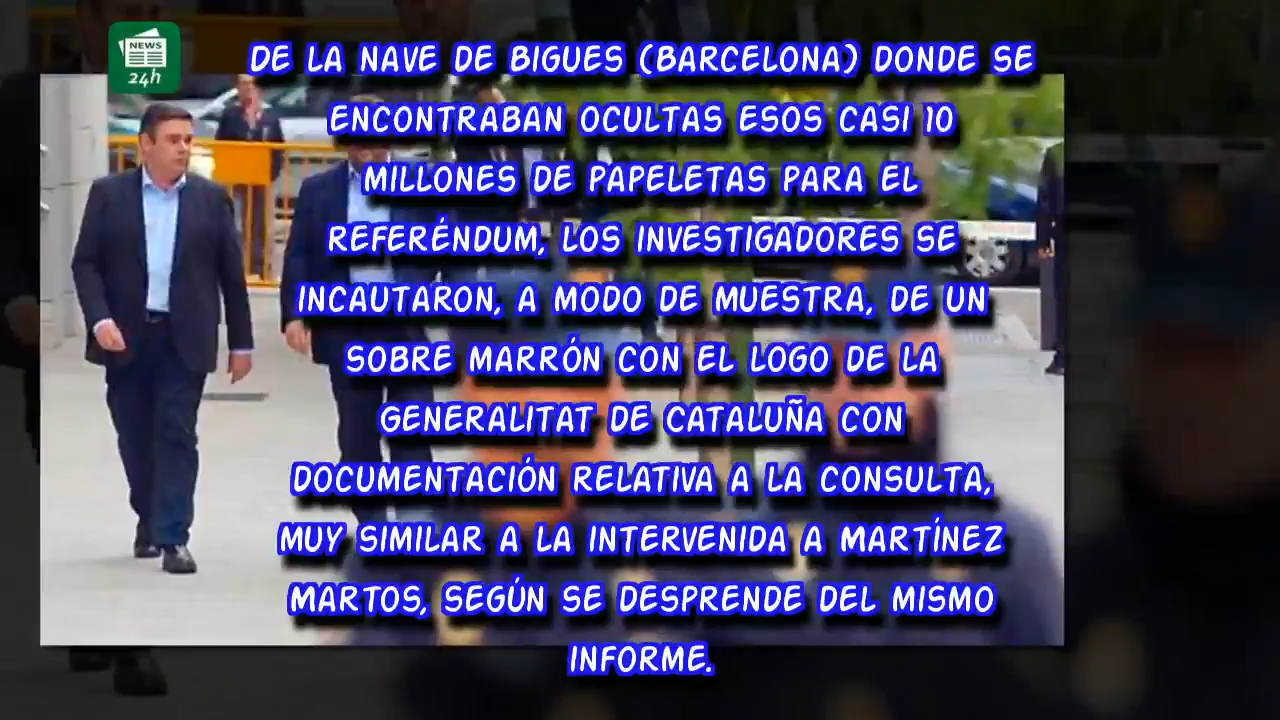 NEWS
24h
DE LA NAVE DE BIGUES (BARCELONA) DONDE SE
ENCONTRABAN OCULTAS ESOS CASI 10
MILLONES DE PAPELETAS PARA EL
REFERÉNDUM, LOS INVESTIGADORES SE
INCAUTARON, A MODO DE MUESTRA, DE UN
SOBRE MARRÓN CON EL LOGO DE LA
GENERALITAT DE CATALUÑA CON
DOCUMENTACIÓN RELATIVA A LA CONSULTA,
MUY SIMILAR A LA INTERVENIDA A MARTÍNEZ
MARTOS, SEGÚN SE DESPRENDE DEL MISMO
INFORME.